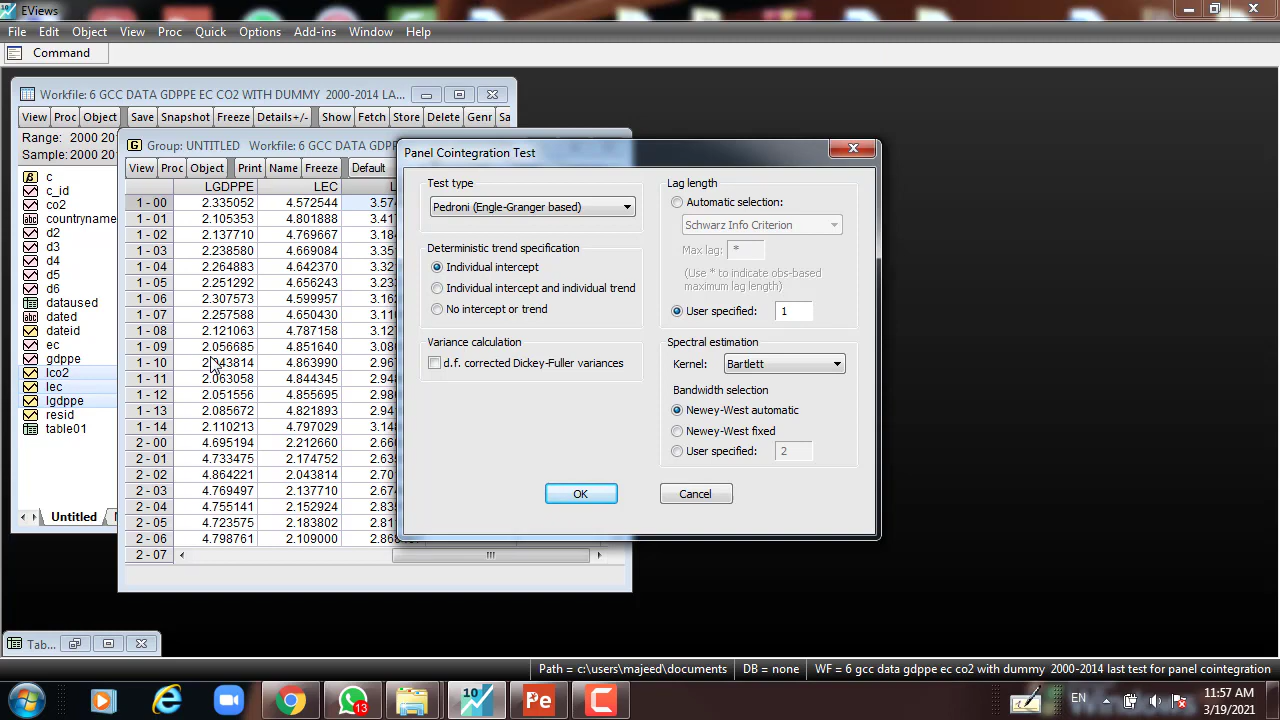 EViews
File Edit Object View Proc Quick Options Add-ins Window Help
Command
Workfile: 6 GCC DATA GDPPE EC CO2 WITH DUMMY 2000-2014 LA...
View Proc Object Save Snapshot Freeze Details+/- Show Fetch Store Delete Genr Sa
Range: 2000 20
Sample: 2000 20
c
c_id
co2
countryname
d2
d3
d4
d5
d6
dataused
dated
dateid
ec
gdppe
lco2
lec
lgdppe
resid
table01
Untitled
Group: UNTITLED Workfile: 6 GCC DATA GDPF
View Proc Object Print Name Freeze Default
LGDPPE LEC
1 - 00 2.335052 4.572544 3.574
1 - 01 2.105353 4.801888
1 - 02 2.137710 4.769667
1 - 03 2.238580 4.669084
1 - 04 2.264883 4.642370
1 - 05 2.251292 4.656243
1 - 06 2.307573 4.599957
1 - 07 2.257588 4.650430
1 - 08 2.121063 4.787158
1 - 09 2.056685 4.851640
1 - 10 4.863990
1 - 11 2.063058 4.844345
1 - 12 2.051556 4.855695
1 - 13 2.085672 4.821893
1 - 14 2.110213 4.797029
2 - 00 4.695194 2.212660
2 - 01 4.733475 2.174752
2 - 02 4.864221 2.043814
2 - 03 4.769497 2.137710
2 - 04 4.755141 2.152924
2 - 05 4.723575 2.183802
2 - 06 4.798761 2.109000
2 - 07
Panel Cointegration Test
Test type
Pedroni (Engle-Granger based)
Deterministic trend specification
Individual intercept
Individual intercept and individual trend
No intercept or trend
Variance calculation
d.f. corrected Dickey-Fuller variances
Lag length
Automatic selection:
Schwarz Info Criterion
Max lag: *
(Use * to indicate obs-based
maximum lag length)
User specified: 1
Spectral estimation
Kernel: Bartlett
Bandwidth selection
Newey-West automatic
Newey-West fixed
User specified: 2
OK Cancel
Tab...
Path = c:\users\majeed\documents DB = none WF = 6 gcc data gdppe ec co2 with dummy 2000-2014 last test for panel cointegration
13
Pe
10
EN
11:57 AM
3/19/2021